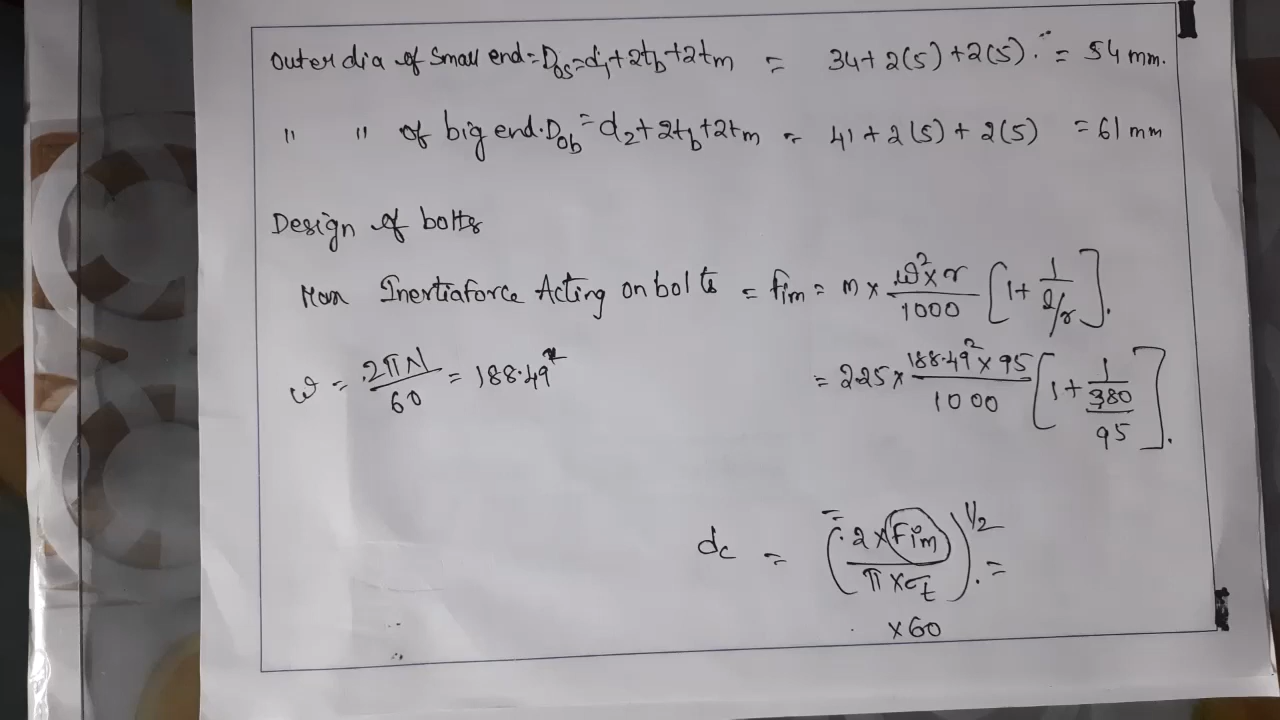 Outer dia of Small end = Dos = d1 + 2tb + 2tm = 34 + 2(5) + 2(5). = 54 mm.
" " of big end. Dob = d2 + 2tb + 2tm = 41 + 2(5) + 2(5) = 61 mm
Design of bolts
Max Inertiaforce Acting on bolts = fim = m × ω² × r / 1000 [1 + 1 / l/r].
ω = 2πN / 60 = 188.49 = 2.25 × 188.49² × 95 / 1000 [1 + 1 / 380 / 95].
dc = (2 × Fim / π × σt)^1/2 . =
× 60